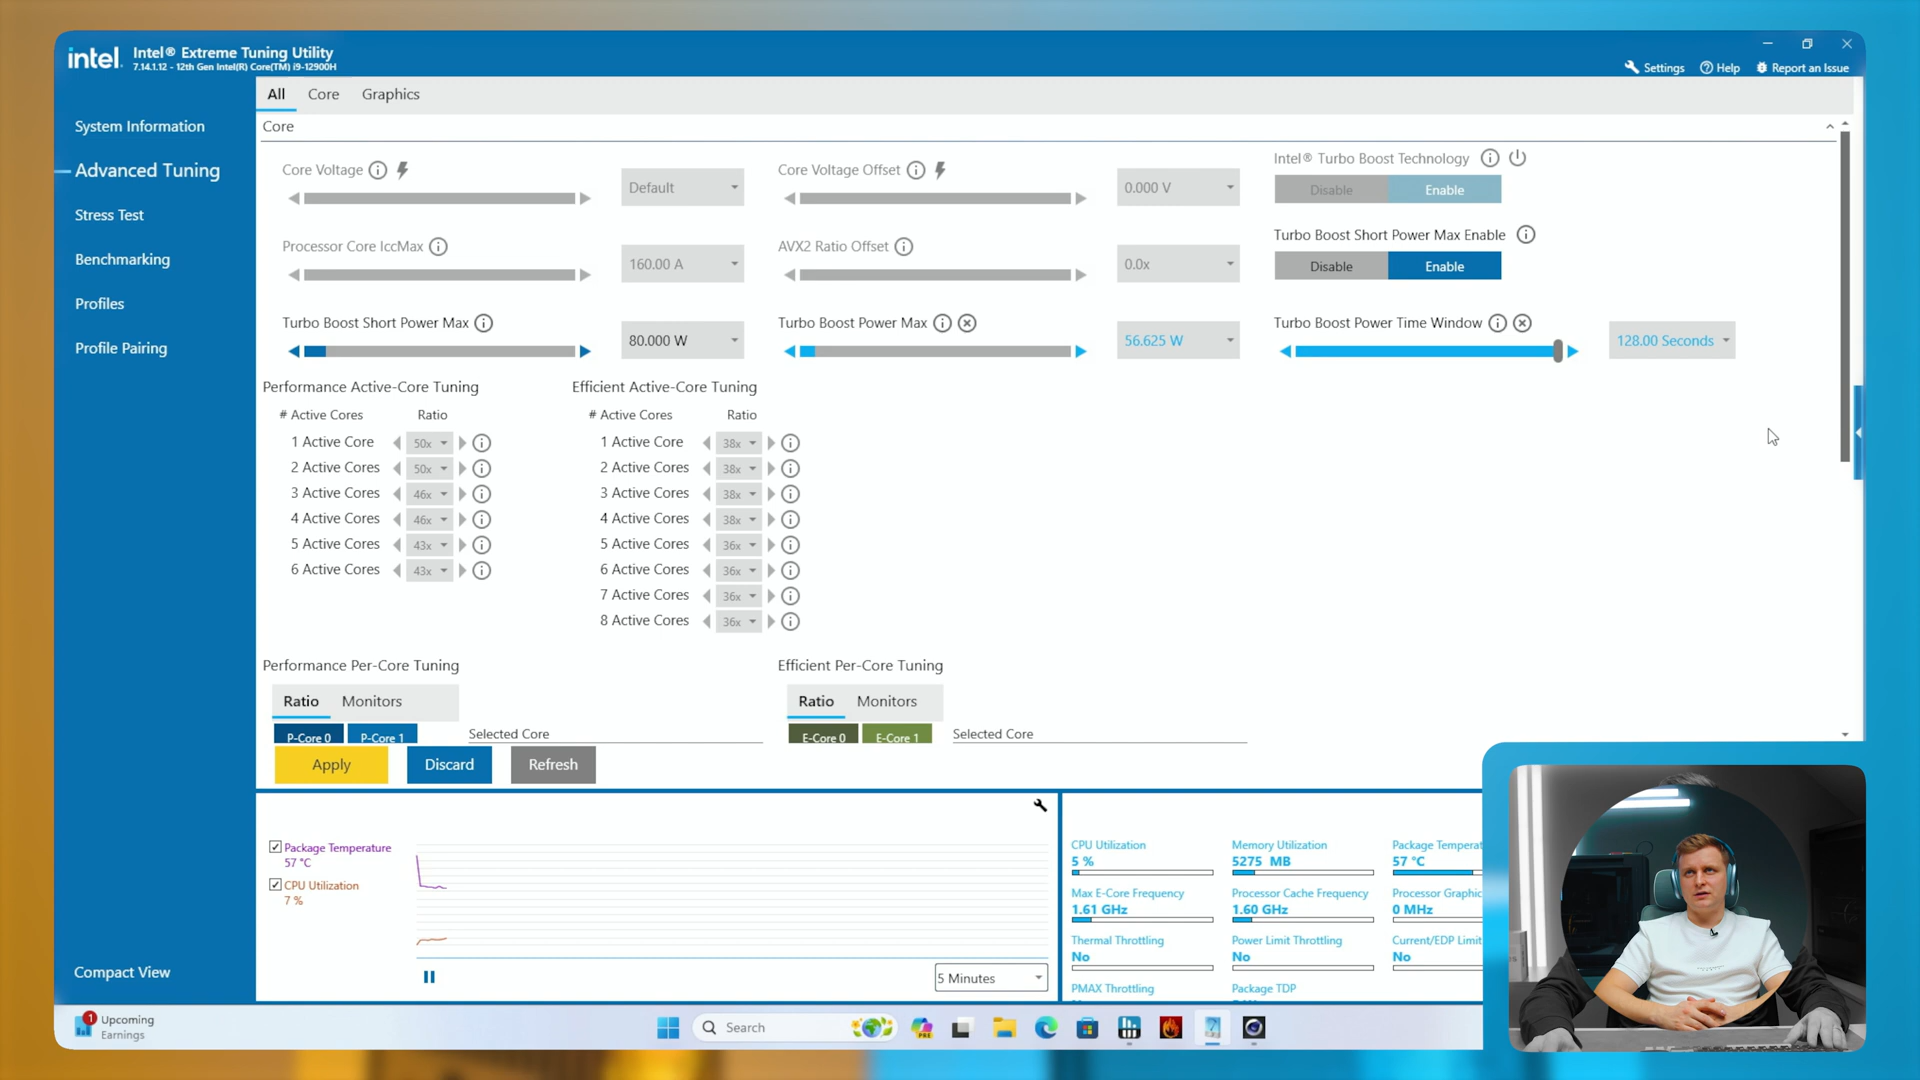 intel.
Intel® Extreme Tuning Utility
7.14.1.12 - 12th Gen Intel(R) Core(TM) i9-12900H
Settings
Help
Report an Issue
System Information
Advanced Tuning
Stress Test
Benchmarking
Profiles
Profile Pairing
Compact View
All Core Graphics
Core
Core Voltage
Default
Core Voltage Offset
0.000 V
Intel® Turbo Boost Technology
Disable Enable
Processor Core IccMax
160.00 A
AVX2 Ratio Offset
0.0x
Turbo Boost Short Power Max Enable
Disable Enable
Turbo Boost Short Power Max
80.000 W
Turbo Boost Power Max
56.625 W
Turbo Boost Power Time Window
128.00 Seconds
Performance Active-Core Tuning
# Active Cores Ratio
1 Active Core 50x
2 Active Cores 50x
3 Active Cores 46x
4 Active Cores 46x
5 Active Cores 43x
6 Active Cores 43x
Efficient Active-Core Tuning
# Active Cores Ratio
1 Active Core 38x
2 Active Cores 38x
3 Active Cores 38x
4 Active Cores 38x
5 Active Cores 36x
6 Active Cores 36x
7 Active Cores 36x
8 Active Cores 36x
Performance Per-Core Tuning
Ratio Monitors
P-Core 0 P-Core 1
Selected Core
Efficient Per-Core Tuning
Ratio Monitors
E-Core 0 E-Core 1
Selected Core
Apply Discard Refresh
Package Temperature
57 °C
CPU Utilization
7 %
5 Minutes
CPU Utilization
5 %
Memory Utilization
5275 MB
Package Temperat
57 °C
Max E-Core Frequency
1.61 GHz
Processor Cache Frequency
1.60 GHz
Processor Graphic
0 MHz
Thermal Throttling
No
Power Limit Throttling
No
Current/EDP Limit
No
PMAX Throttling
Package TDP
1
Upcoming
Earnings
Search
PRE